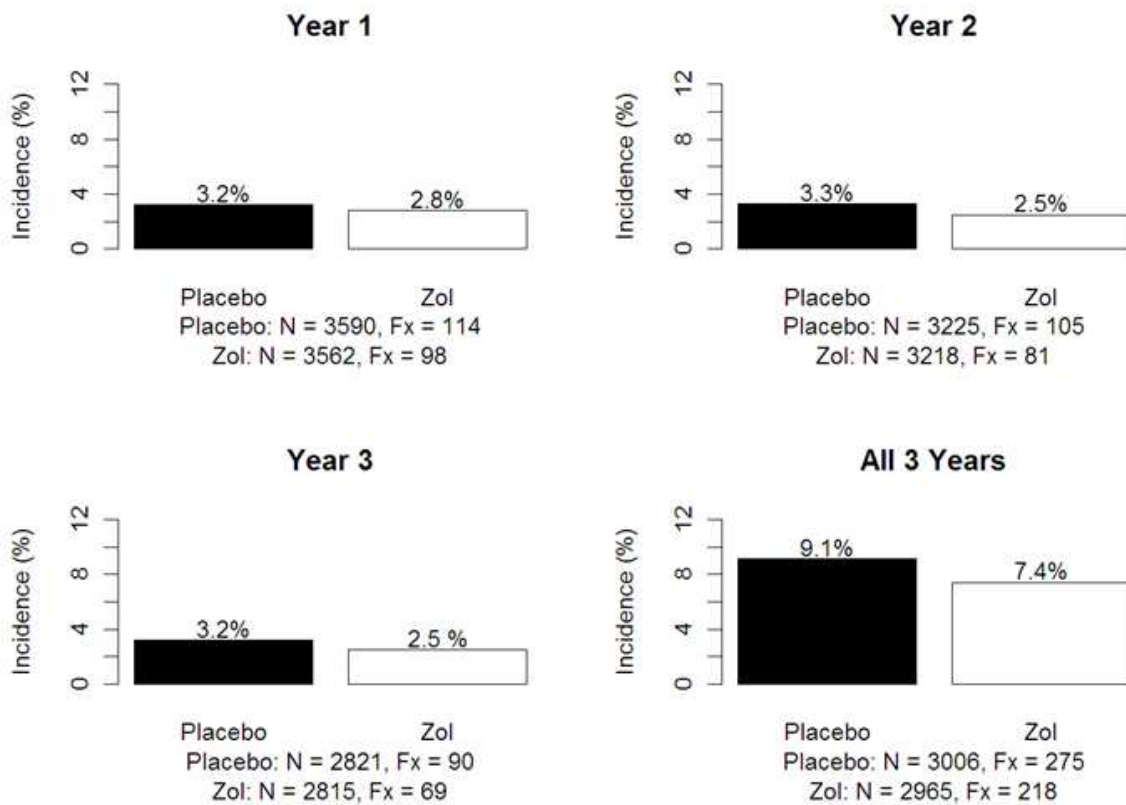 Year 1
Incidence (%)
12
8
4
0
3.2%
2.8%
Placebo Zol
Placebo: N = 3590, Fx = 114
Zol: N = 3562, Fx = 98
Year 2
Incidence (%)
12
8
4
0
3.3%
2.5%
Placebo Zol
Placebo: N = 3225, Fx = 105
Zol: N = 3218, Fx = 81
Year 3
Incidence (%)
12
8
4
0
3.2%
2.5 %
Placebo Zol
Placebo: N = 2821, Fx = 90
Zol: N = 2815, Fx = 69
All 3 Years
Incidence (%)
12
8
4
0
9.1%
7.4%
Placebo Zol
Placebo: N = 3006, Fx = 275
Zol: N = 2965, Fx = 218